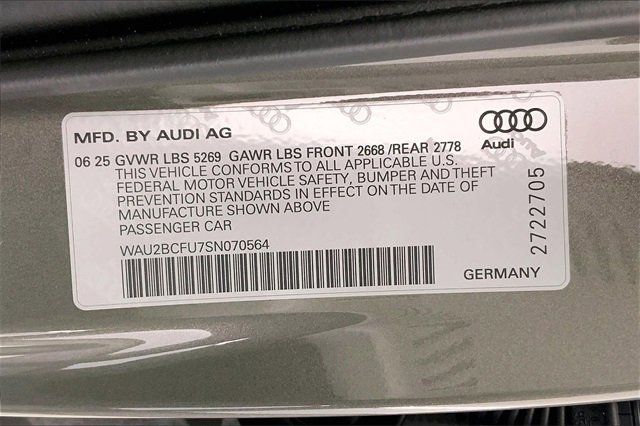 MFD. BY AUDI AG
06 25 GVWR LBS 5269 GAWR LBS FRONT 2668 /REAR 2778
THIS VEHICLE CONFORMS TO ALL APPLICABLE U.S.
FEDERAL MOTOR VEHICLE SAFETY, BUMPER AND THEFT
PREVENTION STANDARDS IN EFFECT ON THE DATE OF
MANUFACTURE SHOWN ABOVE
PASSENGER CAR
WAU2BCFU7SN070564
Audi
2722705
GERMANY